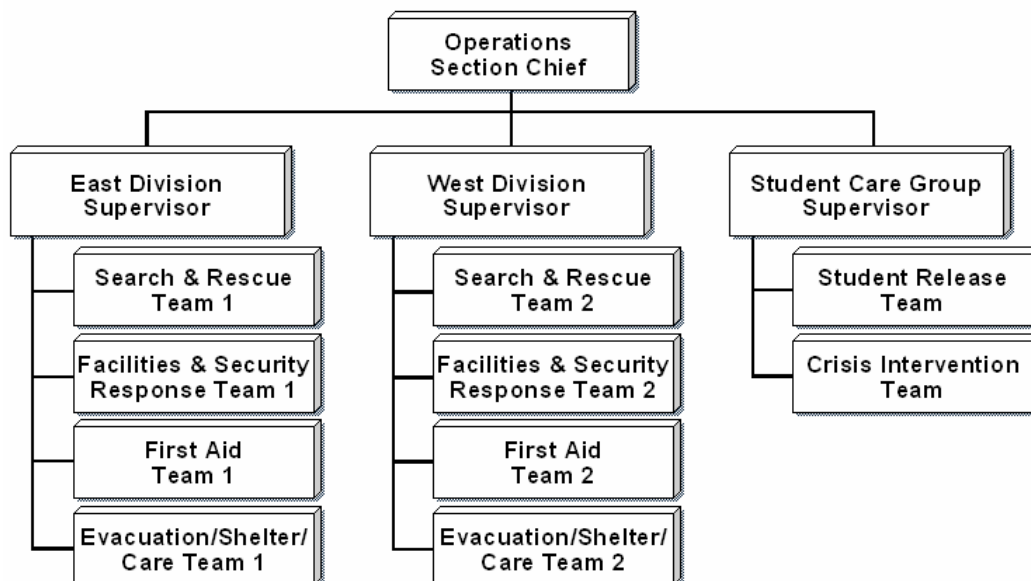 Operations
Section Chief
East Division
Supervisor
West Division
Supervisor
Student Care Group
Supervisor
Search & Rescue
Team 1
Facilities & Security
Response Team 1
First Aid
Team 1
Evacuation/Shelter/
Care Team 1
Search & Rescue
Team 2
Facilities & Security
Response Team 2
First Aid
Team 2
Evacuation/Shelter/
Care Team 2
Student Release
Team
Crisis Intervention
Team